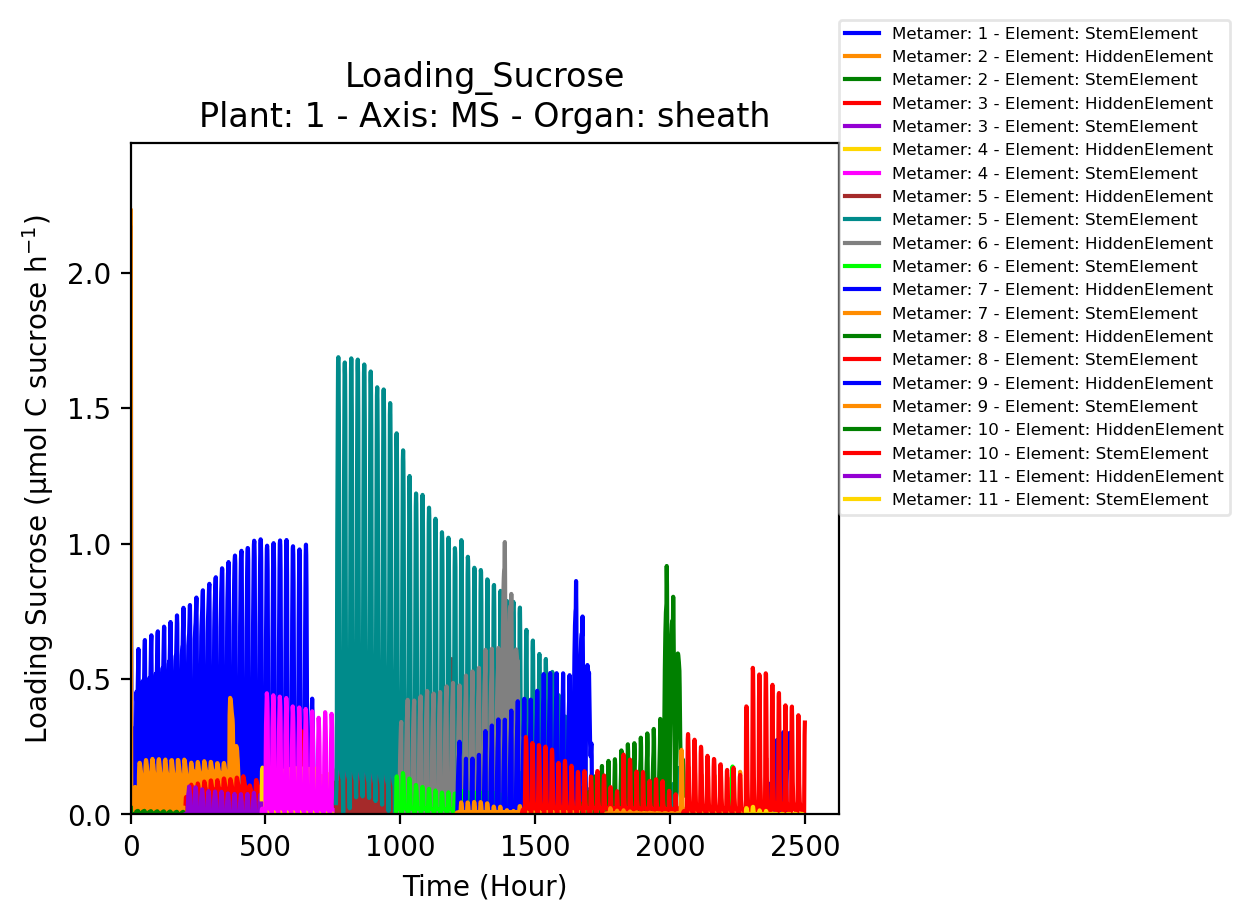 Loading_Sucrose
Plant: 1 - Axis: MS - Organ: sheath
Metamer: 1 - Element: StemElement
Metamer: 2 - Element: HiddenElement
Metamer: 2 - Element: StemElement
Metamer: 3 - Element: HiddenElement
Metamer: 3 - Element: StemElement
Metamer: 4 - Element: HiddenElement
Metamer: 4 - Element: StemElement
Metamer: 5 - Element: HiddenElement
Metamer: 5 - Element: StemElement
Metamer: 6 - Element: HiddenElement
Metamer: 6 - Element: StemElement
Metamer: 7 - Element: HiddenElement
Metamer: 7 - Element: StemElement
Metamer: 8 - Element: HiddenElement
Metamer: 8 - Element: StemElement
Metamer: 9 - Element: HiddenElement
Metamer: 9 - Element: StemElement
Metamer: 10 - Element: HiddenElement
Metamer: 10 - Element: StemElement
Metamer: 11 - Element: HiddenElement
Metamer: 11 - Element: StemElement
Loading Sucrose (µmol C sucrose h⁻¹)
2.0
1.5
1.0
0.5
0.0
0 500 1000 1500 2000 2500
Time (Hour)